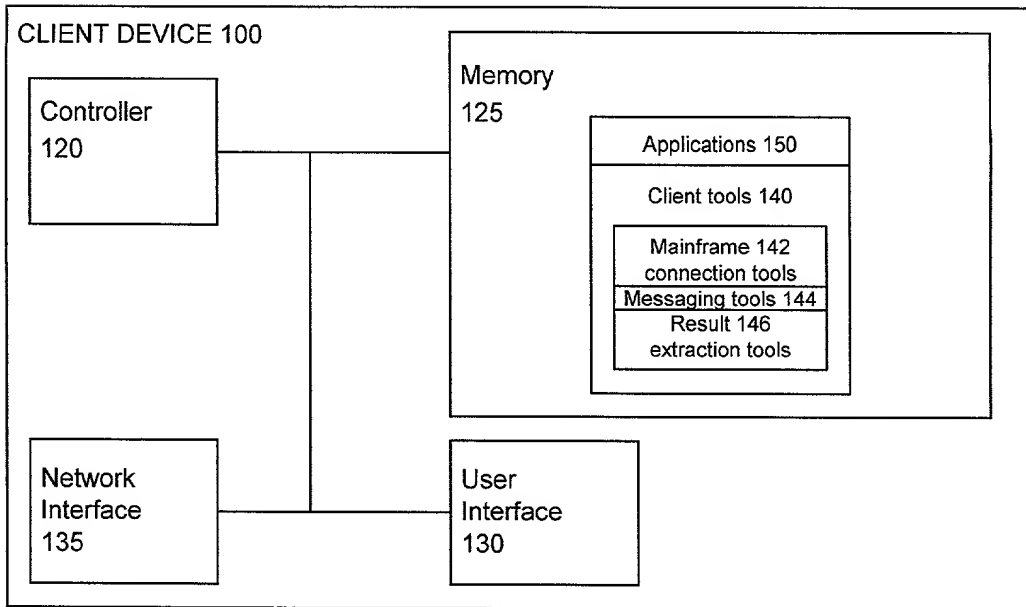 CLIENT DEVICE 100
Controller
120
Memory
125
Applications 150
Client tools 140
Mainframe 142
connection tools
Messaging tools 144
Result 146
extraction tools
Network
Interface
135
User
Interface
130